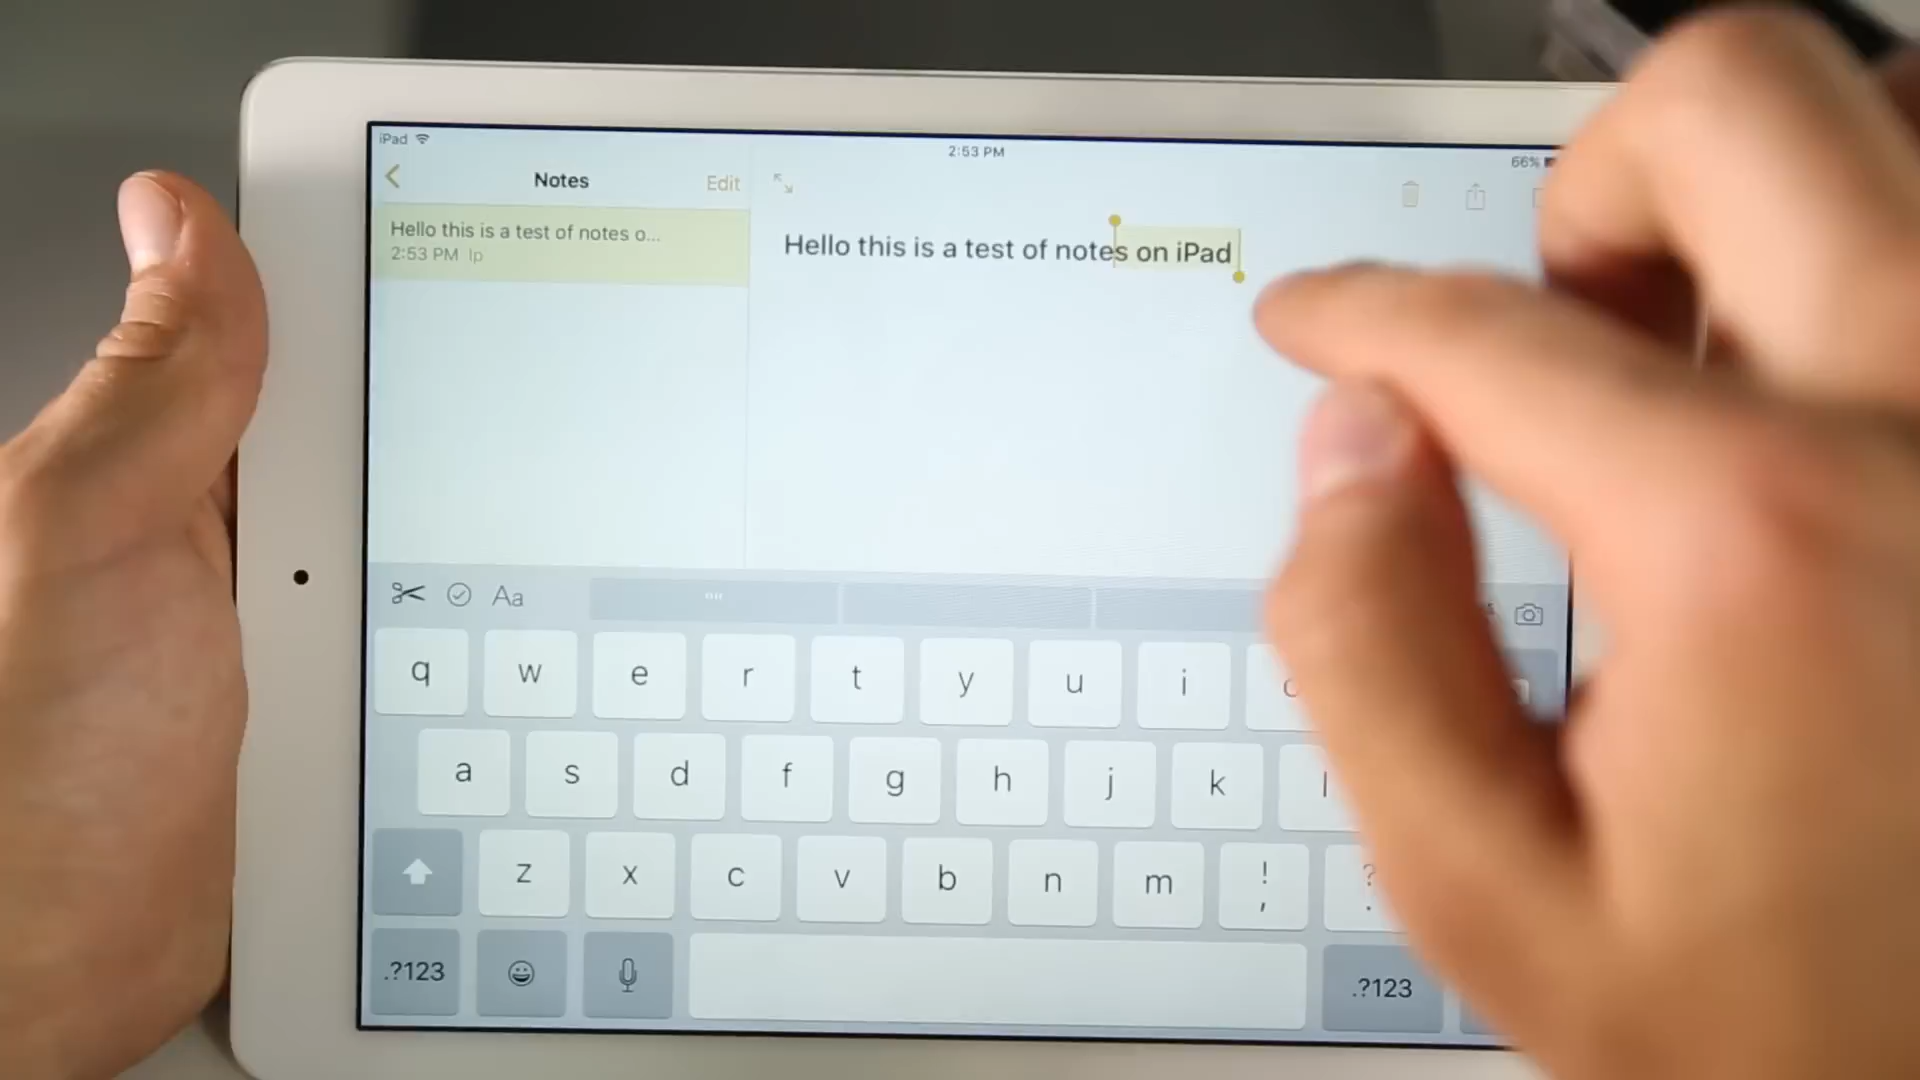 iPad
2:53 PM
66%
Notes
Edit
Hello this is a test of notes o...
2:53 PM
Hello this is a test of notes on iPad
Aa
q w e r t y u i
a s d f g h j k l
z x c v b n m ! , ? .
.?123
.?123